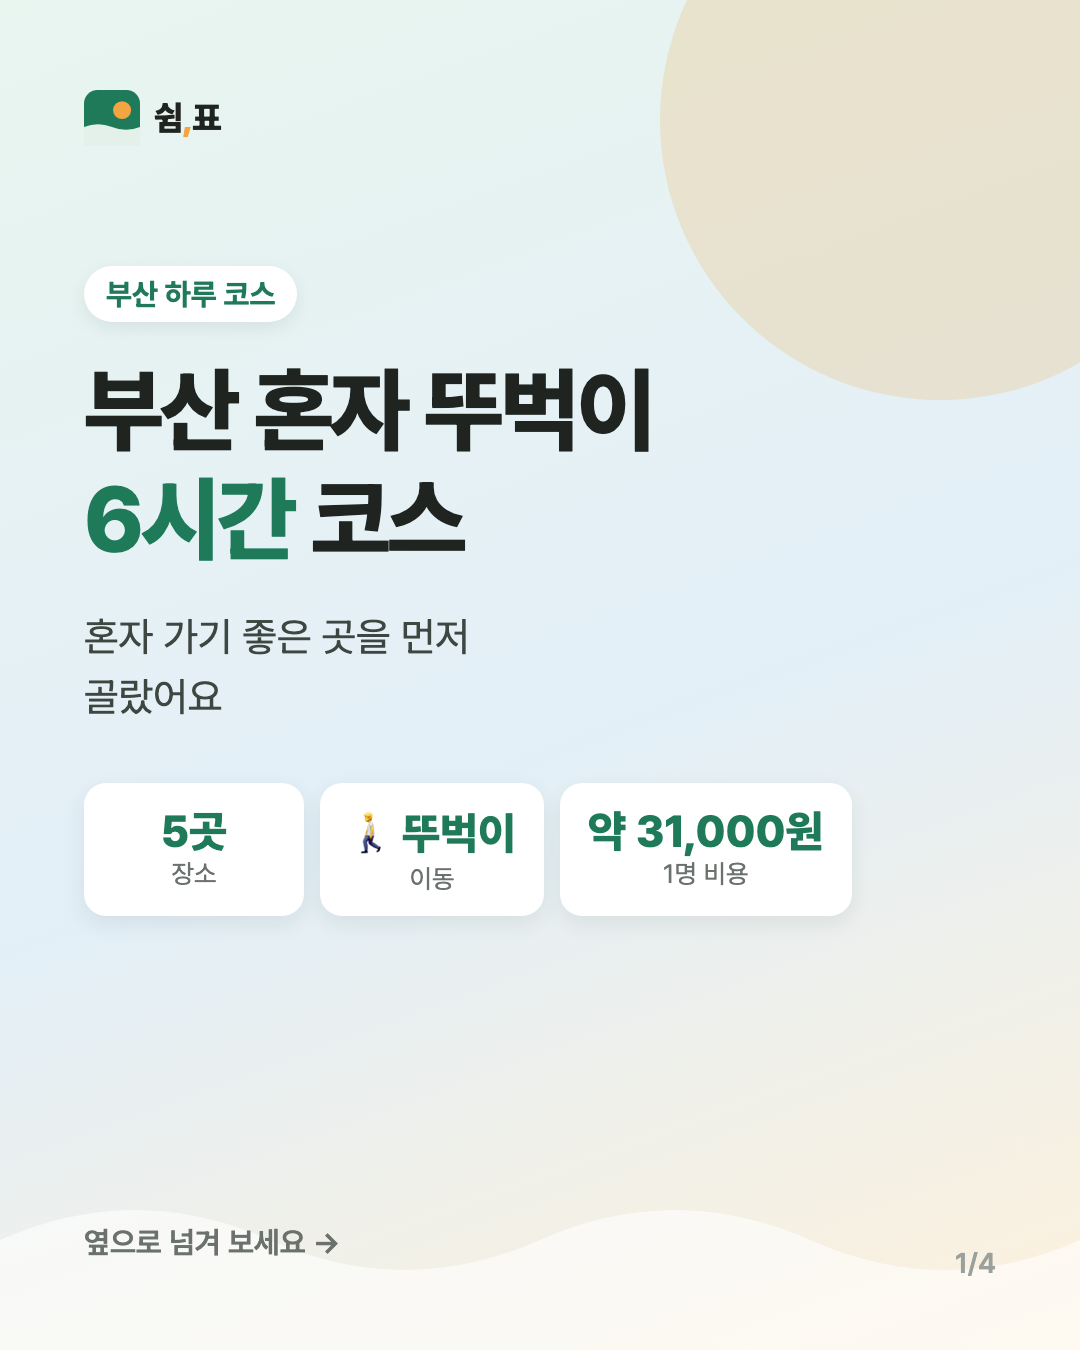 쉼,표
부산 하루 코스
부산 혼자 뚜벅이
6시간 코스
혼자 가기 좋은 곳을 먼저
골랐어요
5곳
장소
뚜벅이
이동
약 31,000원
1명 비용
옆으로 넘겨 보세요 →
1/4